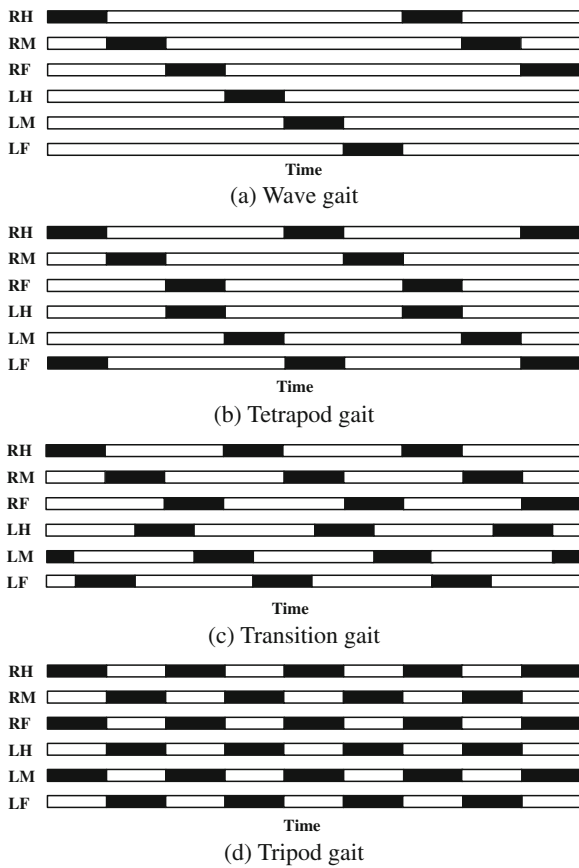 RH
RM
RF
LH
LM
LF
Time
(a) Wave gait
RH
RM
RF
LH
LM
LF
Time
(b) Tetrapod gait
RH
RM
RF
LH
LM
LF
Time
(c) Transition gait
RH
RM
RF
LH
LM
LF
Time
(d) Tripod gait